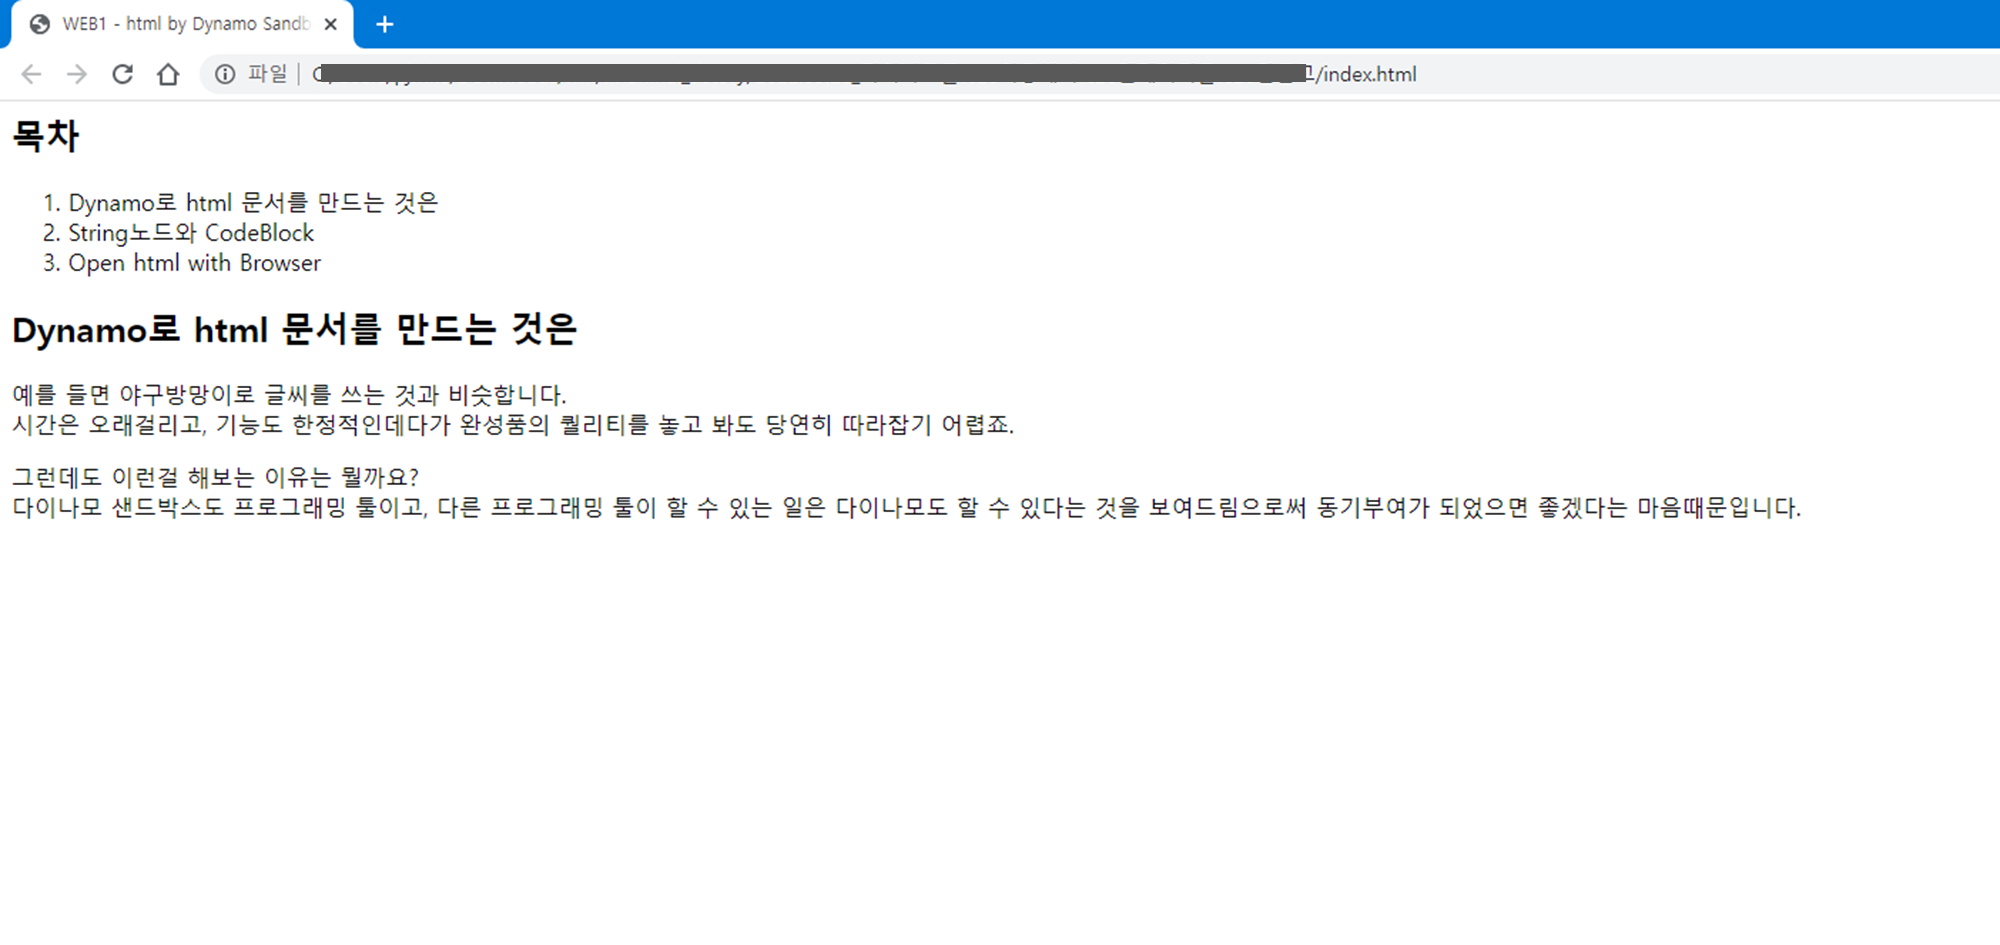 WEB1 - html by Dynamo Sandb
파일
/index.html
목차
1. Dynamo로 html 문서를 만드는 것은
2. String노드와 CodeBlock
3. Open html with Browser
Dynamo로 html 문서를 만드는 것은
예를 들면 야구방망이로 글씨를 쓰는 것과 비슷합니다.
시간은 오래걸리고, 기능도 한정적인데다가 완성품의 퀄리티를 놓고 봐도 당연히 따라잡기 어렵죠.
그런데도 이런걸 해보는 이유는 뭘까요?
다이나모 샌드박스도 프로그래밍 툴이고, 다른 프로그래밍 툴이 할 수 있는 일은 다이나모도 할 수 있다는 것을 보여드림으로써 동기부여가 되었으면 좋겠다는 마음때문입니다.